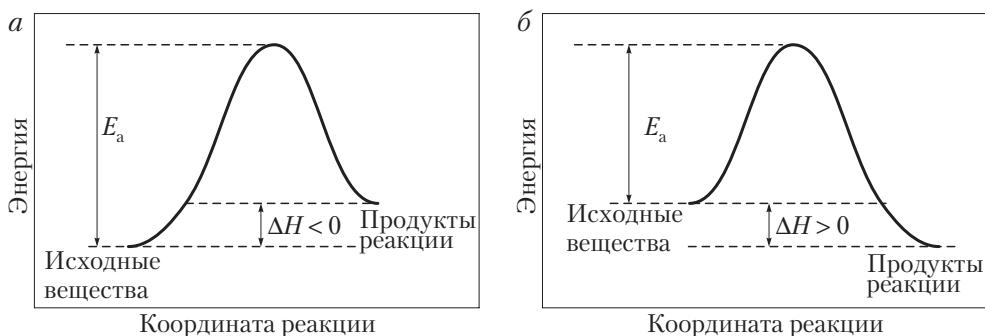 а
Энергия
Eа
ΔH < 0
Продукты
реакции
Исходные
вещества
Координата реакции
б
Энергия
Eа
Исходные
вещества
ΔH > 0
Продукты
реакции
Координата реакции